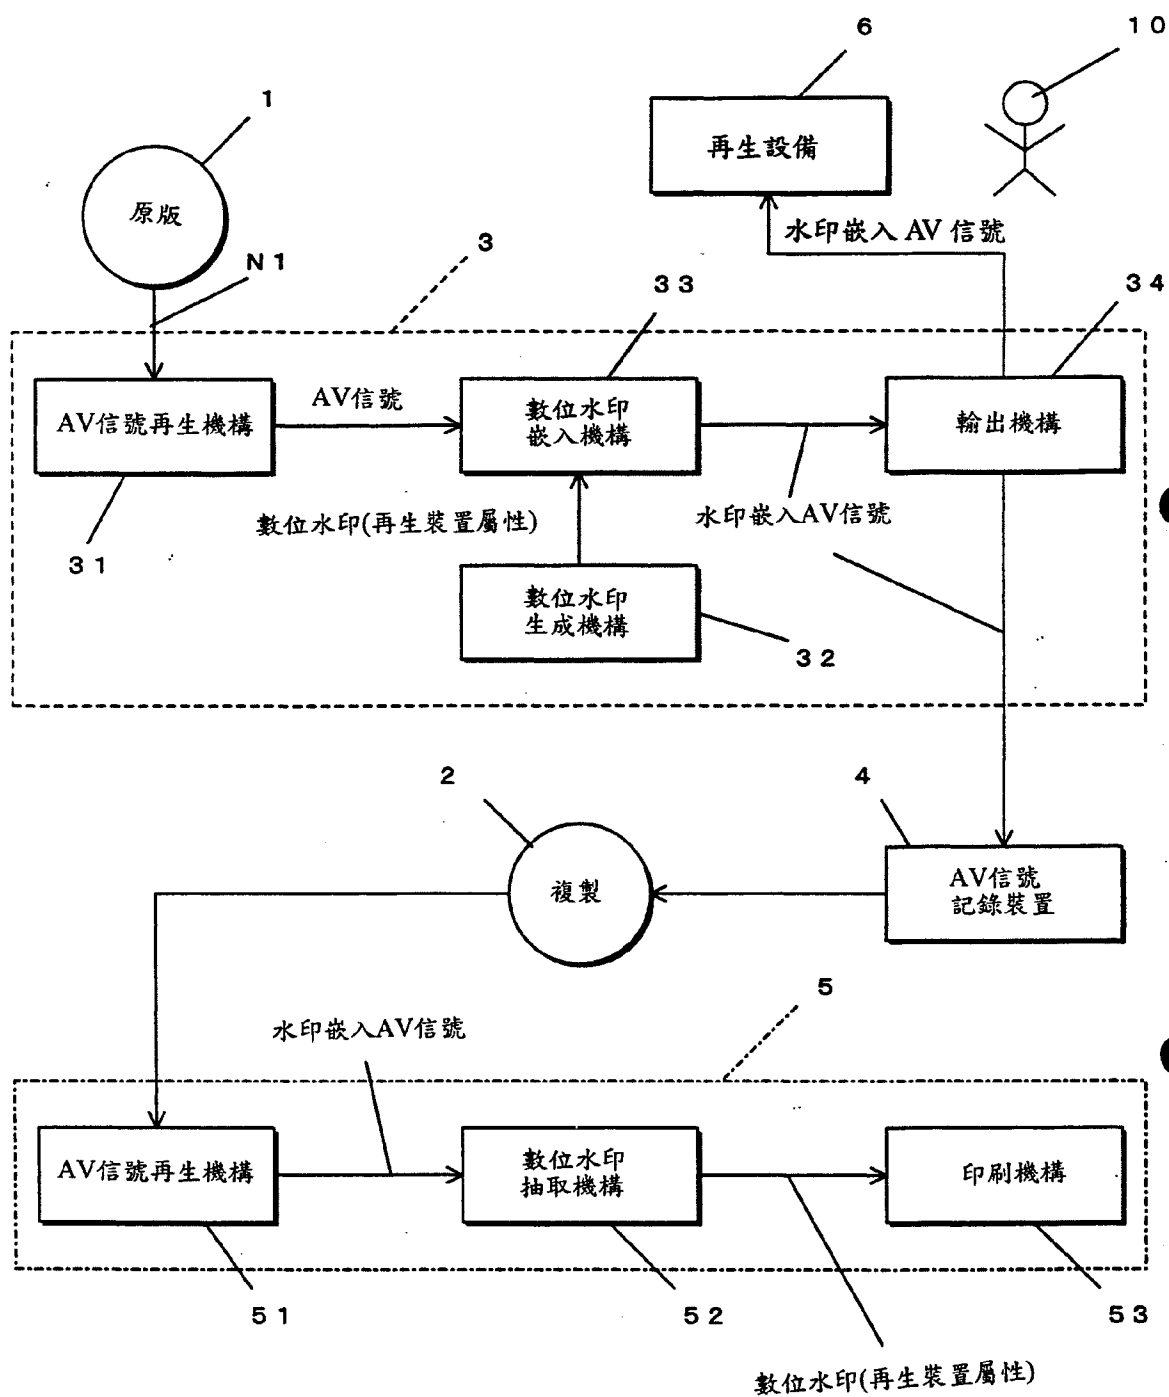 10
6
1
再生設備
原版
水印嵌入 AV 信號
3
N1
33
34
AV信號
AV信號再生機構
數位水印
嵌入機構
輸出機構
數位水印(再生裝置屬性)
水印嵌入AV信號
31
數位水印
生成機構
32
2
4
複製
AV信號
記錄裝置
5
水印嵌入AV信號
AV信號再生機構
數位水印
抽取機構
印刷機構
51
52
53
數位水印(再生裝置屬性)